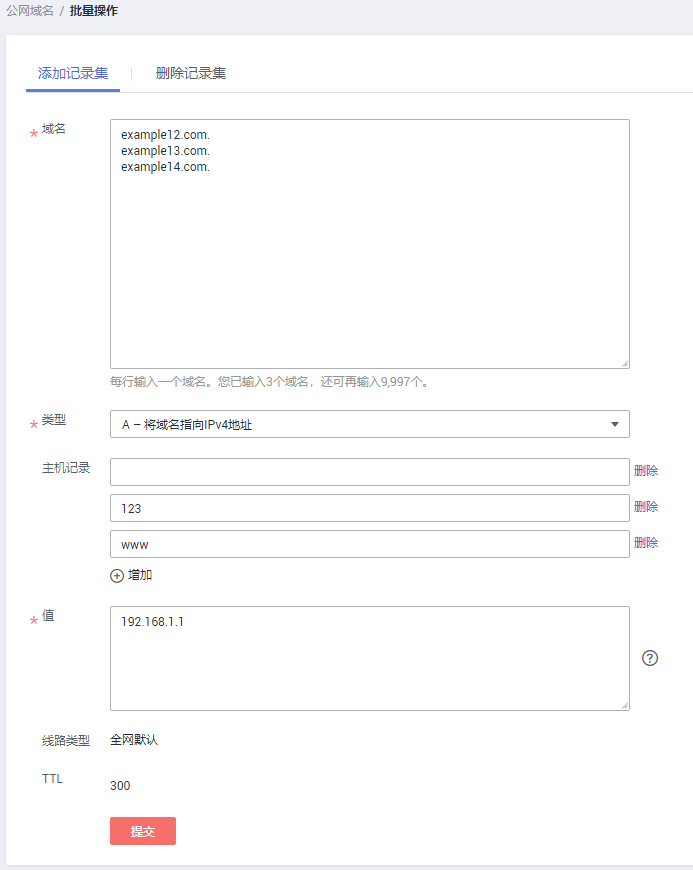 公网域名 / 批量操作
添加记录集 | 删除记录集
* 域名
example12.com.
example13.com.
example14.com.
每行输入一个域名。您已输入3个域名，还可再输入9,997个。
* 类型
A – 将域名指向IPv4地址
主机记录
删除
123 删除
www 删除
增加
* 值
192.168.1.1
?
线路类型 全网默认
TTL 300
提交